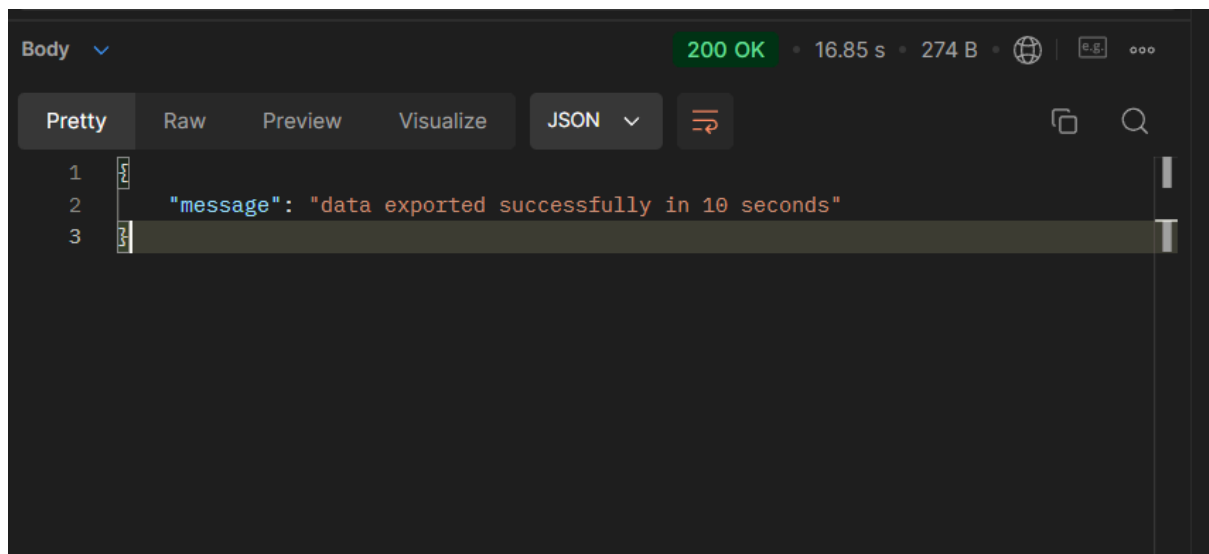 Body 200 OK • 16.85 s • 274 B • e.g.
Pretty Raw Preview Visualize JSON
1 {
2 "message": "data exported successfully in 10 seconds"
3 }